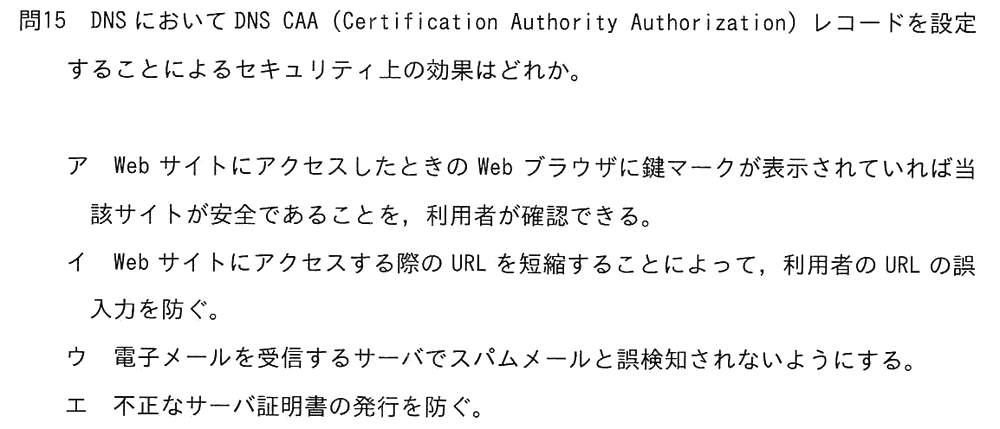 問15 DNS において DNS CAA (Certification Authority Authorization) レコードを設定
することによるセキュリティ上の効果はどれか。
ア Web サイトにアクセスしたときの Web ブラウザに鍵マークが表示されていれば当
該サイトが安全であることを，利用者が確認できる。
イ Web サイトにアクセスする際の URL を短縮することによって，利用者の URL の誤
入力を防ぐ。
ウ 電子メールを受信するサーバでスパムメールと誤検知されないようにする。
エ 不正なサーバ証明書の発行を防ぐ。